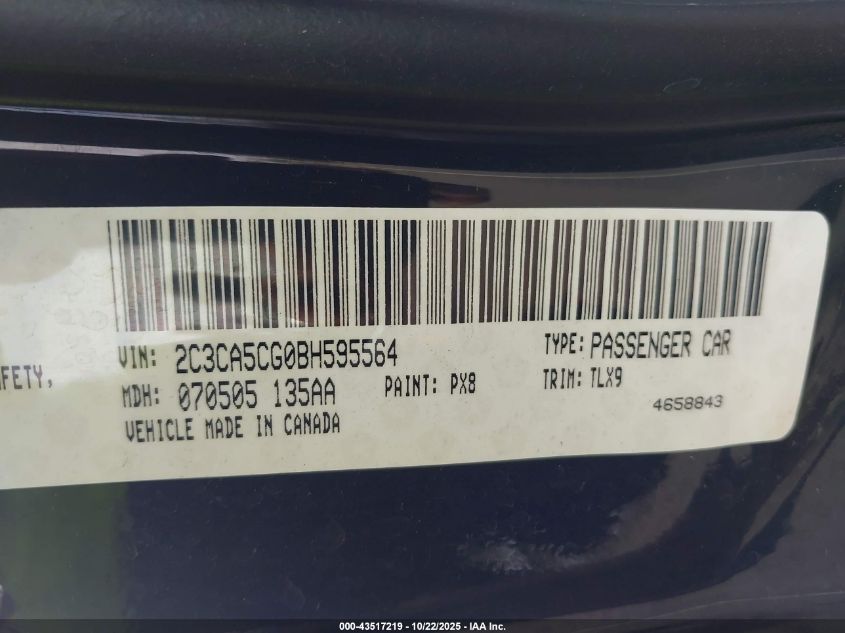 VIN: 2C3CA5CG0BH595564 TYPE: PASSENGER CAR
AFETY, MDH: 070505 135AA PAINT: PX8 TRIM: TLX9
4658843
VEHICLE MADE IN CANADA
000-43517219 - 10/22/2025 - IAA Inc.